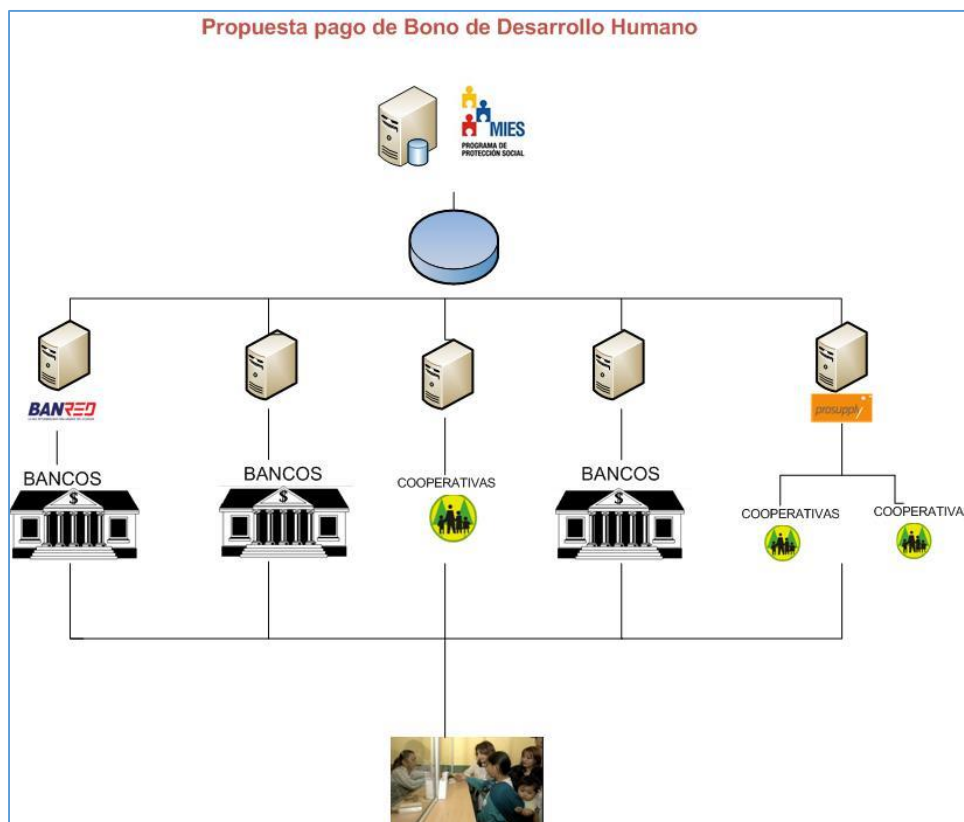 Propuesta pago de Bono de Desarrollo Humano
MIES
PROGRAMA DE
PROTECCIÓN SOCIAL
BANRED
prosupply
BANCOS
BANCOS
COOPERATIVAS
BANCOS
COOPERATIVAS
COOPERATIVAS
$
$
$